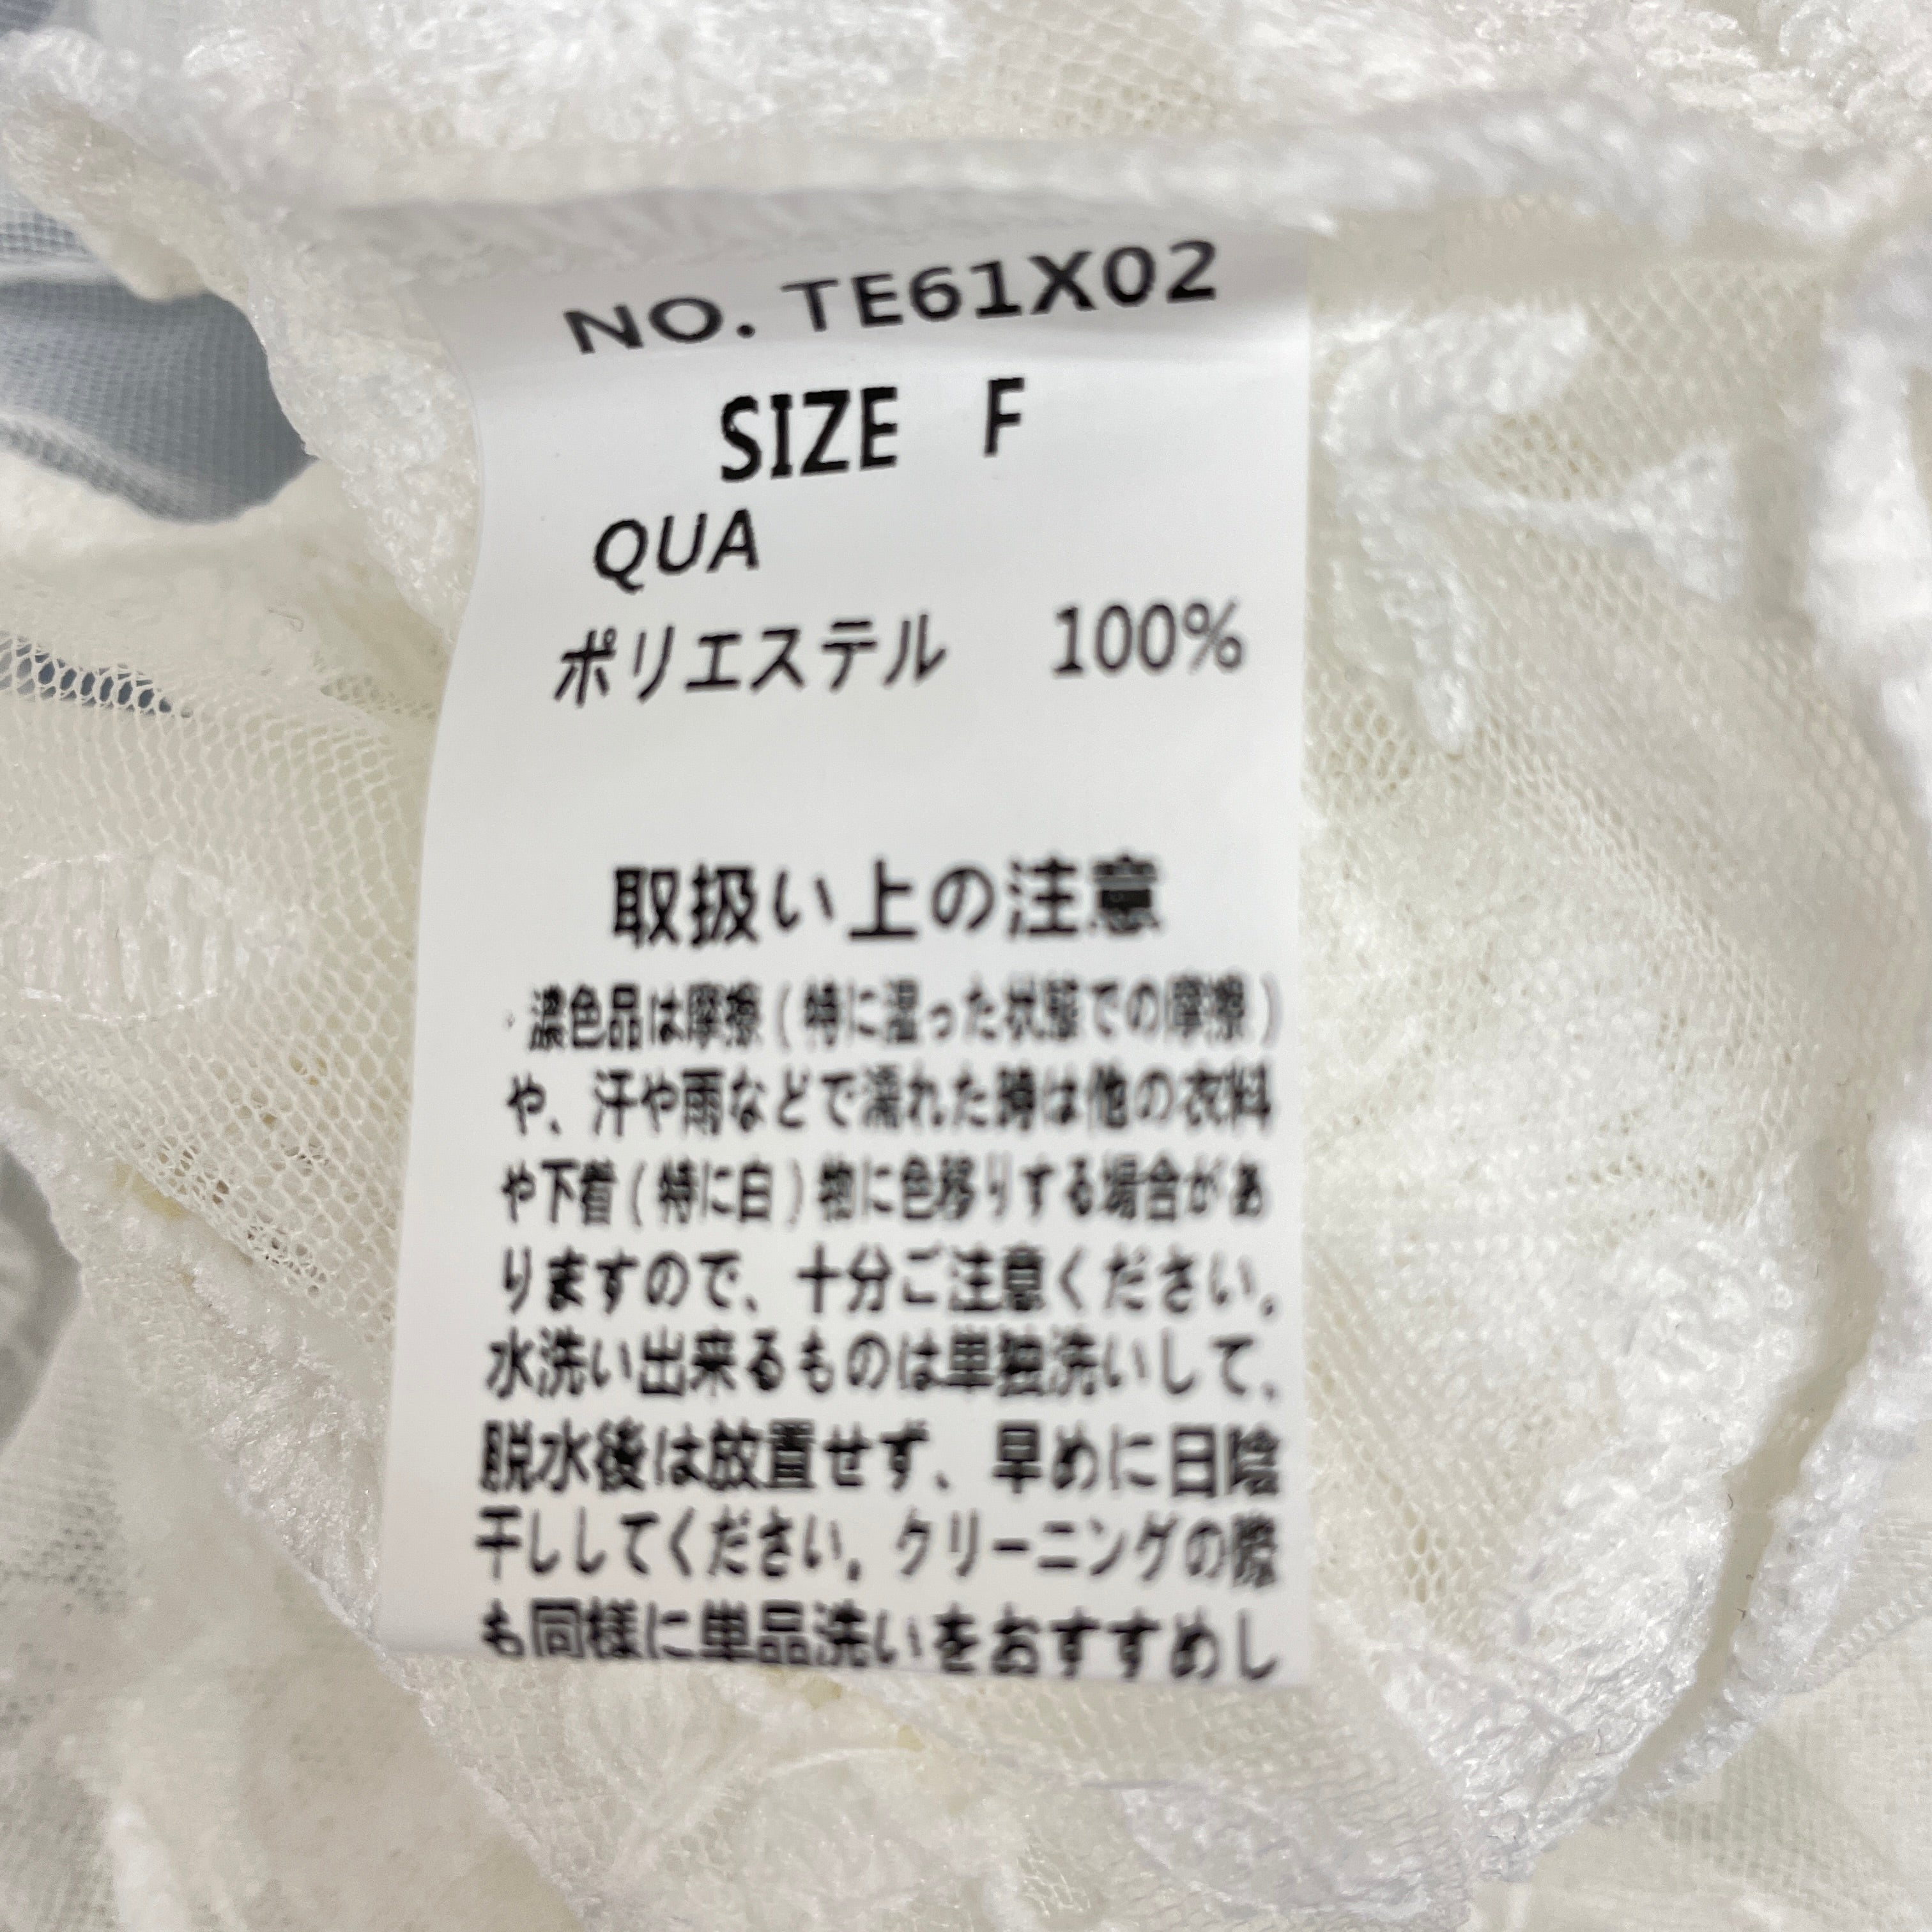 NO. TE61X02
SIZE F
QUA
ポリエステル 100%
取扱い上の注意
・濃色品は摩擦(特に湿った状態での摩擦)
や、汗や雨などで濡れた時は他の衣料
や下着(特に白)物に色移りする場合があ
りますので、十分ご注意ください。
水洗い出来るものは単独洗いして、
脱水後は放置せず、早めに日陰
干ししてください。クリーニングの際
も同様に単品洗いをおすすめし